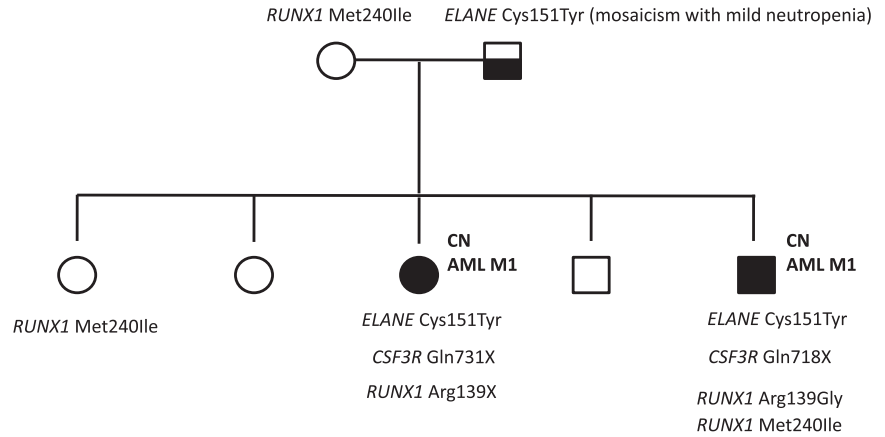 RUNX1 Met240Ile
ELANE Cys151Tyr (mosaicism with mild neutropenia)
CN
AML M1
CN
AML M1
RUNX1 Met240Ile
ELANE Cys151Tyr
CSF3R Gln731X
RUNX1 Arg139X
ELANE Cys151Tyr
CSF3R Gln718X
RUNX1 Arg139Gly
RUNX1 Met240Ile